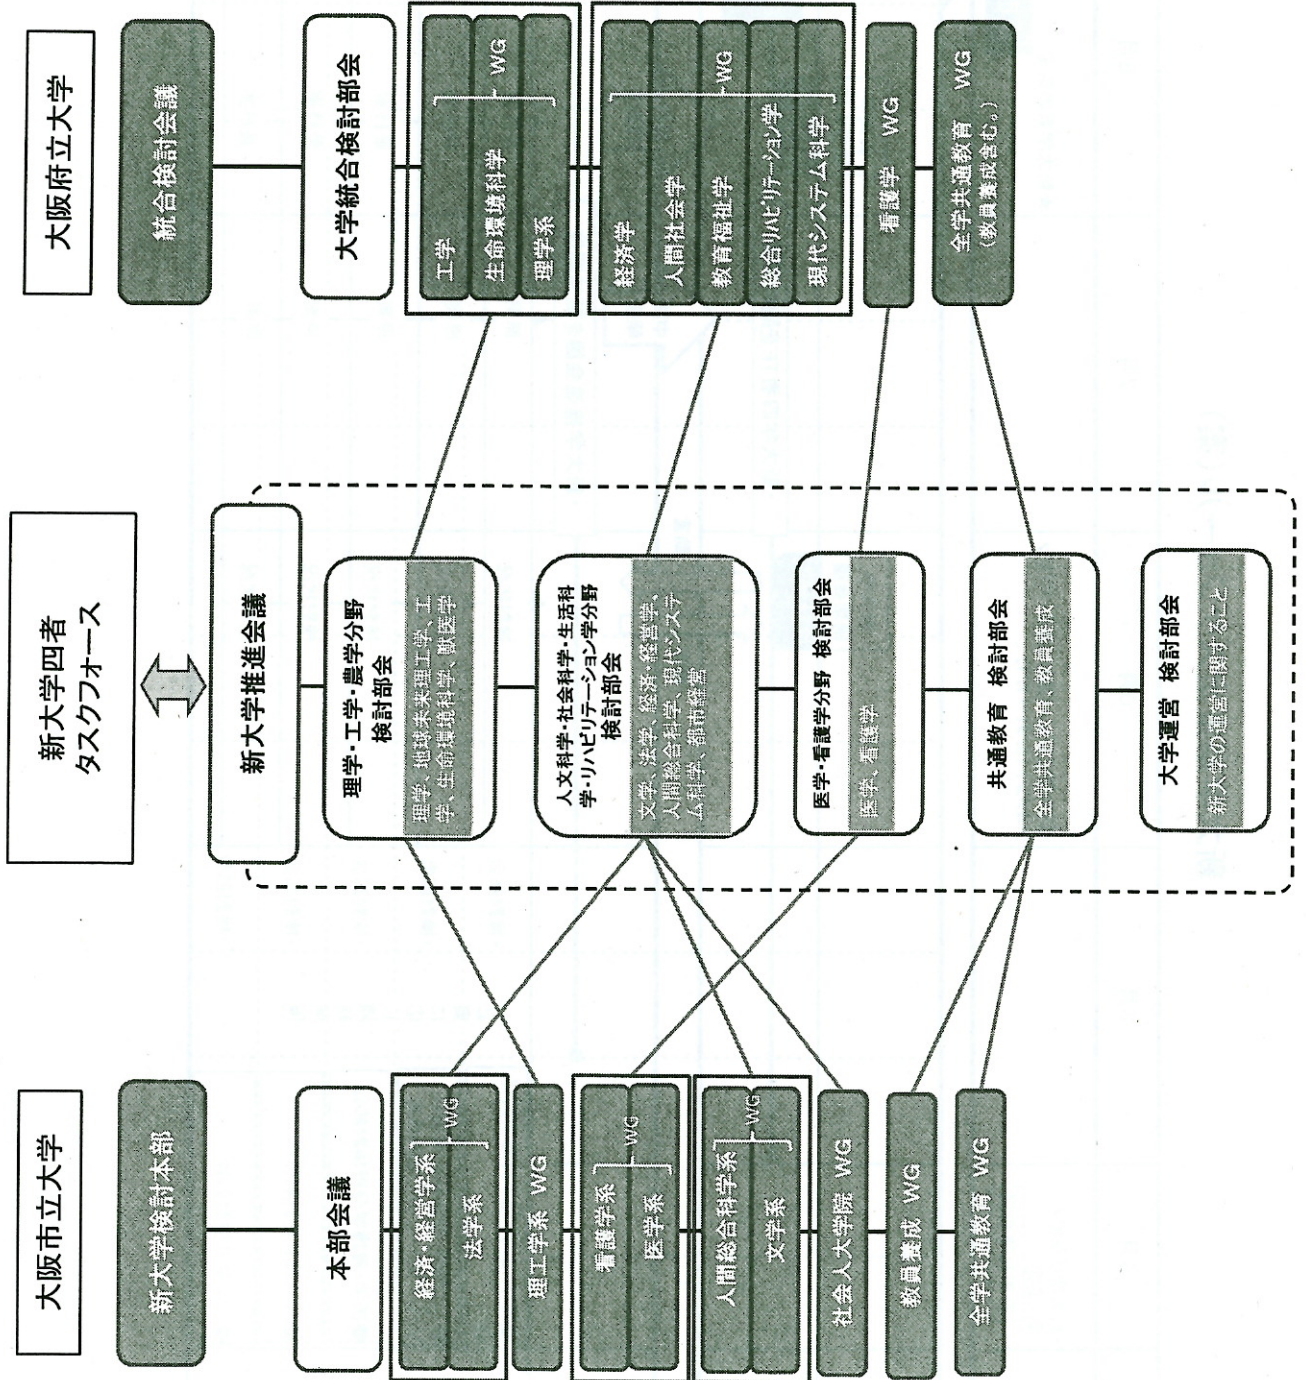 大阪市立大学
新大学検討本部
本部会議
経済・経営学系
法学系
WG
理工学系 WG
看護学系
医学系
WG
人間総合科学系
文学系
WG
社会人大学院 WG
教員養成 WG
全学共通教育 WG
新大学四者
タスクフォース
新大学推進会議
理学・工学・農学分野
検討部会
理学、地球未来理工学、工
学、生命環境科学、獣医学
人文科学・社会科学・生活科
学・リハビリテーション学分野
検討部会
文学、法学、経済・経営学、
人間総合科学、現代システ
ム科学、都市経営
医学・看護学分野 検討部会
医学、看護学
共通教育 検討部会
全学共通教育、教員養成
大学運営 検討部会
新大学の運営に関すること
大阪府立大学
統合検討会議
大学統合検討部会
工学
生命環境科学
理学系
WG
経済学
人間社会学
教育福祉学
総合リハビリテーション学
現代システム科学
WG
看護学 WG
全学共通教育 WG
(教員養成含む。)